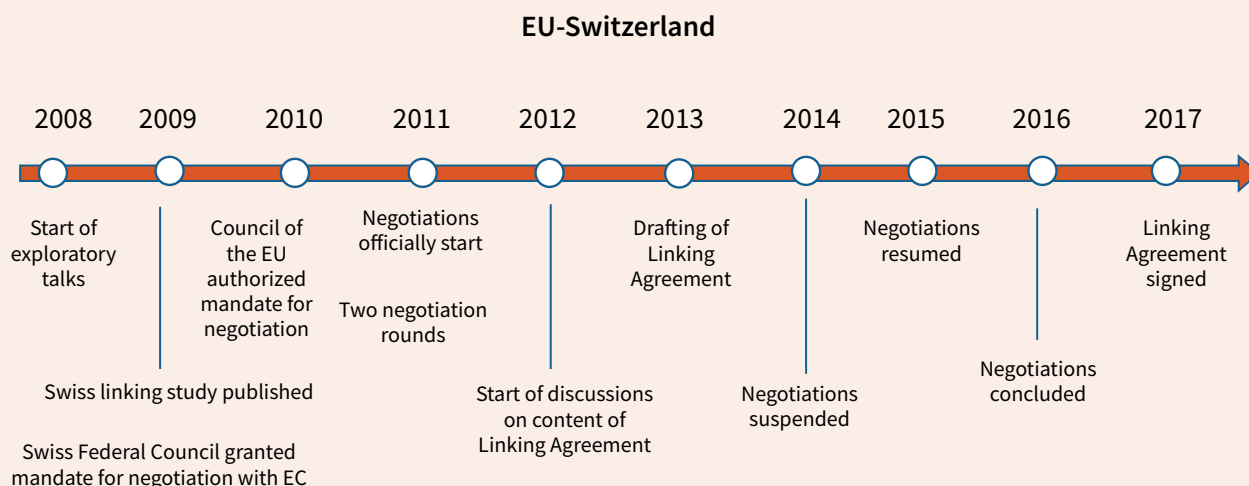 EU-Switzerland
2008 2009 2010 2011 2012 2013 2014 2015 2016 2017
Start of
exploratory
talks
Swiss linking study published
Swiss Federal Council granted
mandate for negotiation with EC
Council of
the EU
authorized
mandate for
negotiation
Negotiations
officially start
Two negotiation
rounds
Start of discussions
on content of
Linking Agreement
Drafting of
Linking
Agreement
Negotiations
suspended
Negotiations
resumed
Negotiations
concluded
Linking
Agreement
signed